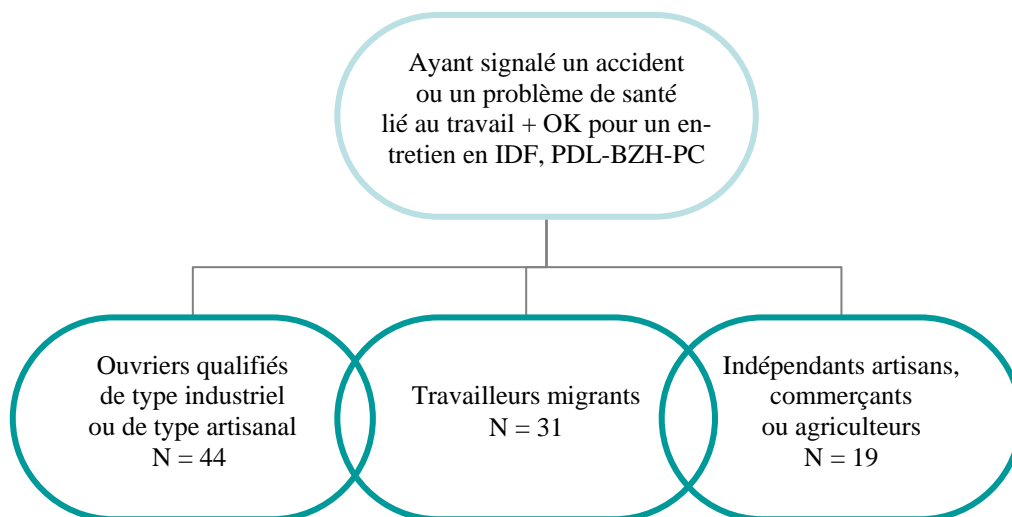 Ayant signalé un accident
ou un problème de santé
lié au travail + OK pour un en-
tretien en IDF, PDL-BZH-PC
Ouvriers qualifiés
de type industriel
ou de type artisanal
N = 44
Travailleurs migrants
N = 31
Indépendants artisans,
commerçants
ou agriculteurs
N = 19